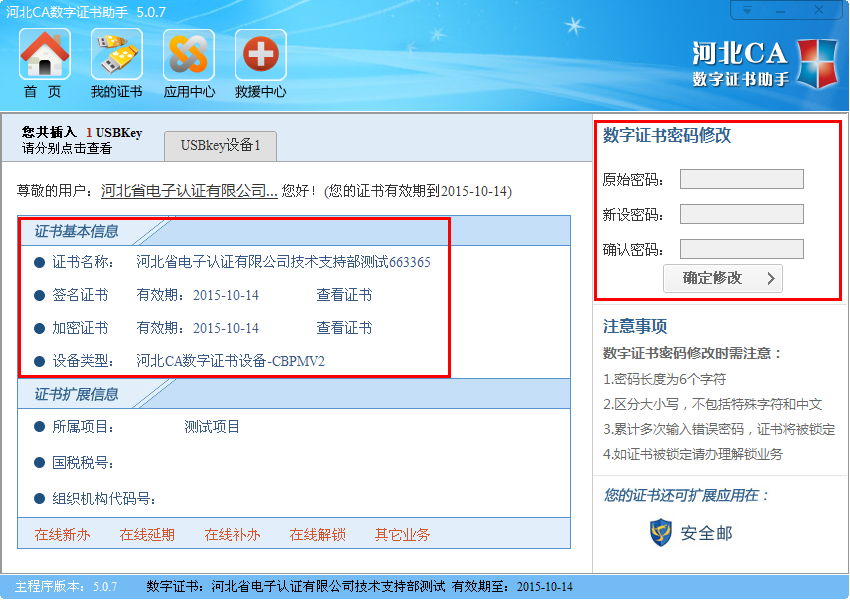 河北CA数字证书助手 5.0.7
首 页 我的证书 应用中心 救援中心
河北CA
数字证书助手
您共插入 1 USBKey
请分别点击查看
USBkey设备1
尊敬的用户：河北省电子认证有限公司... 您好！(您的证书有效期到2015-10-14)
证书基本信息
证书名称： 河北省电子认证有限公司技术支持部测试663365
签名证书 有效期：2015-10-14 查看证书
加密证书 有效期：2015-10-14 查看证书
设备类型： 河北CA数字证书设备-CBPMV2
证书扩展信息
所属项目： 测试项目
国税税号：
组织机构代码号：
在线新办 在线延期 在线补办 在线解锁 其它业务
数字证书密码修改
原始密码：
新设密码：
确认密码：
确定修改
注意事项
数字证书密码修改时需注意：
1.密码长度为6个字符
2.区分大小写，不包括特殊字符和中文
3.累计多次输入错误密码，证书将被锁定
4.如证书被锁定请办理解锁业务
您的证书还可扩展应用在：
安全邮
主程序版本：5.0.7 数字证书：河北省电子认证有限公司技术支持部测试 有效期至：2015-10-14